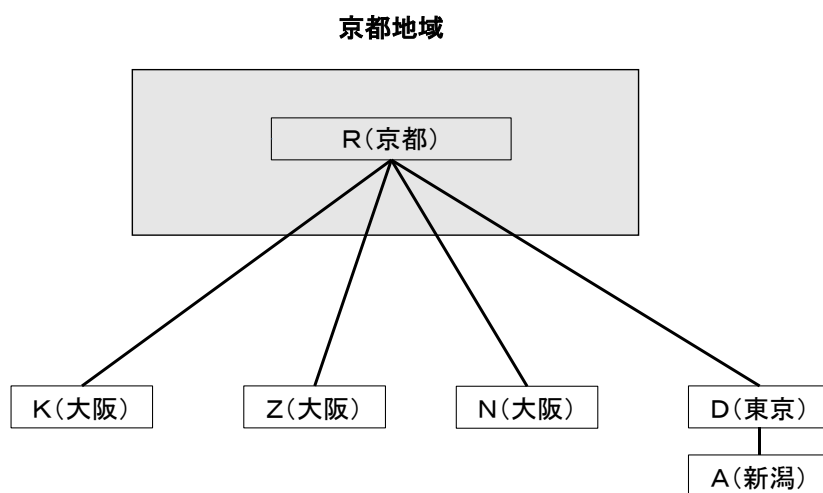 京都地域
R(京都)
K(大阪)
Z(大阪)
N(大阪)
D(東京)
A(新潟)